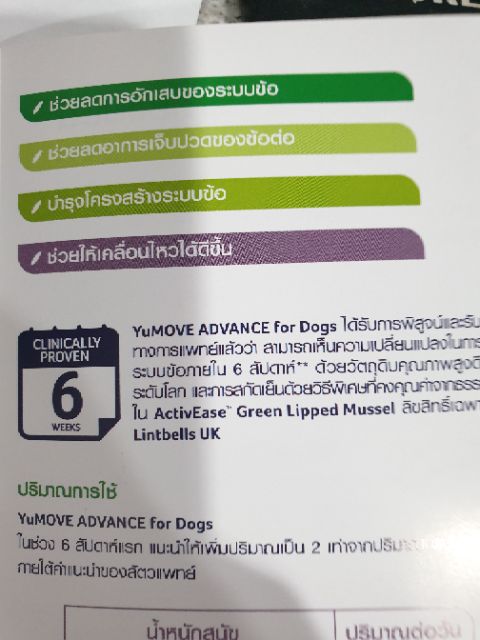 ช่วยลดการอักเสบของระบบข้อ
ช่วยลดอาการเจ็บปวดของข้อต่อ
บำรุงโครงสร้างระบบข้อ
ช่วยให้เคลื่อนไหวได้ดีขึ้น
CLINICALLY
PROVEN
6
WEEKS
YuMOVE ADVANCE for Dogs ได้รับการพิสูจน์และรับ
ทางการแพทย์แล้วว่า สามารถเห็นความเปลี่ยนแปลงในการ
ระบบข้อภายใน 6 สัปดาห์** ด้วยวัตถุดิบคุณภาพสูง
ระดับโลก และการสกัดเย็นด้วยวิธีพิเศษที่คงคุณค่าจากธรร
ใน ActivEase™ Green Lipped Mussel ลิขสิทธิ์เฉพา
Lintbells UK
ปริมาณการใช้
YuMOVE ADVANCE for Dogs
ในช่วง 6 สัปดาห์แรก แนะนำให้เพิ่มปริมาณเป็น 2 เท่าจากปริม
ภายใต้คำแนะนำของสัตวแพทย์
น้ำหนักสุนัข
ปริมาณต่อวัน